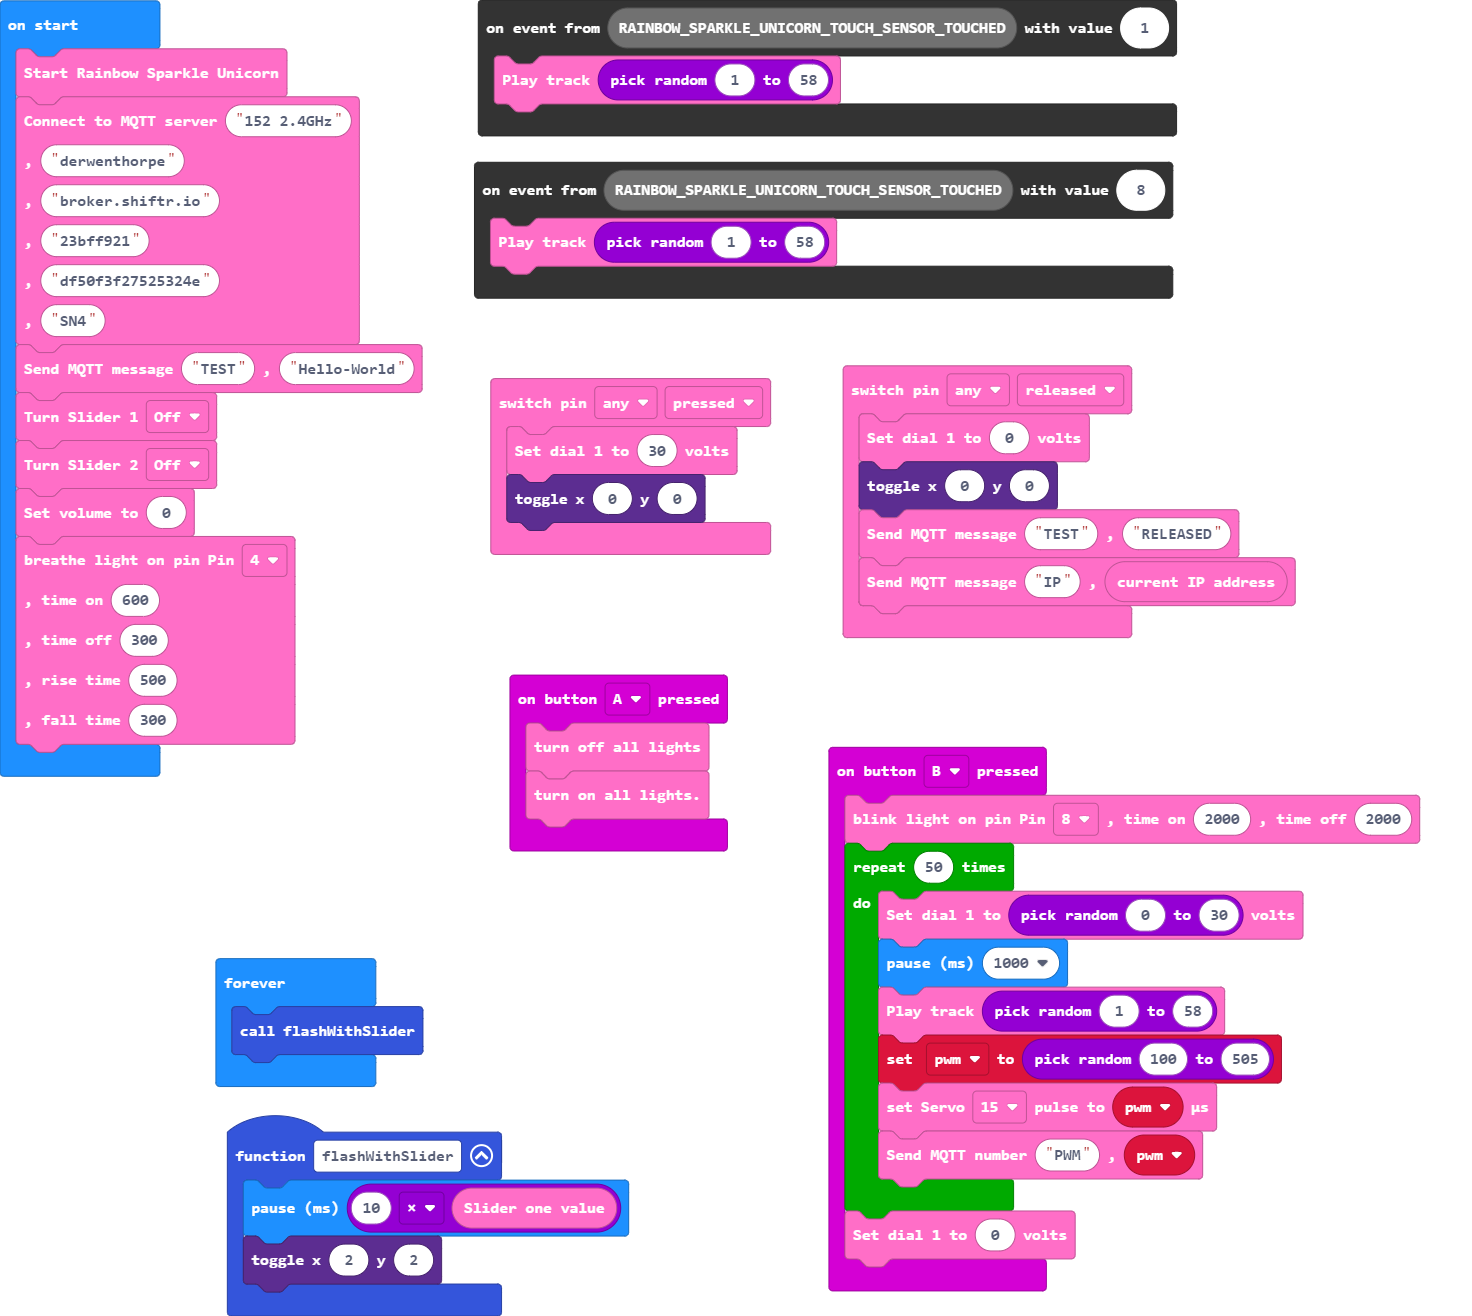 on start
Start Rainbow Sparkle Unicorn
Connect to MQTT server "152 2.4GHz"
, "derwenthorpe"
, "broker.shiftr.io"
, "23bff921"
, "df50f3f27525324e"
, "SN4"
Send MQTT message "TEST" , "Hello-World"
Turn Slider 1 Off
Turn Slider 2 Off
Set volume to 0
breathe light on pin Pin 4
, time on 600
, time off 300
, rise time 500
, fall time 300
on event from RAINBOW_SPARKLE_UNICORN_TOUCH_SENSOR_TOUCHED with value 1
Play track pick random 1 to 58
on event from RAINBOW_SPARKLE_UNICORN_TOUCH_SENSOR_TOUCHED with value 8
Play track pick random 1 to 58
switch pin any pressed
Set dial 1 to 30 volts
toggle x 0 y 0
switch pin any released
Set dial 1 to 0 volts
toggle x 0 y 0
Send MQTT message "TEST" , "RELEASED"
Send MQTT message "IP" , current IP address
on button A pressed
turn off all lights
turn on all lights.
on button B pressed
blink light on pin Pin 8 , time on 2000 , time off 2000
repeat 50 times
do
Set dial 1 to pick random 0 to 30 volts
pause (ms) 1000
Play track pick random 1 to 58
set pwm to pick random 100 to 505
set Servo 15 pulse to pwm µs
Send MQTT number "PWM" , pwm
Set dial 1 to 0 volts
forever
call flashWithSlider
function flashWithSlider
pause (ms) 10 × Slider one value
toggle x 2 y 2